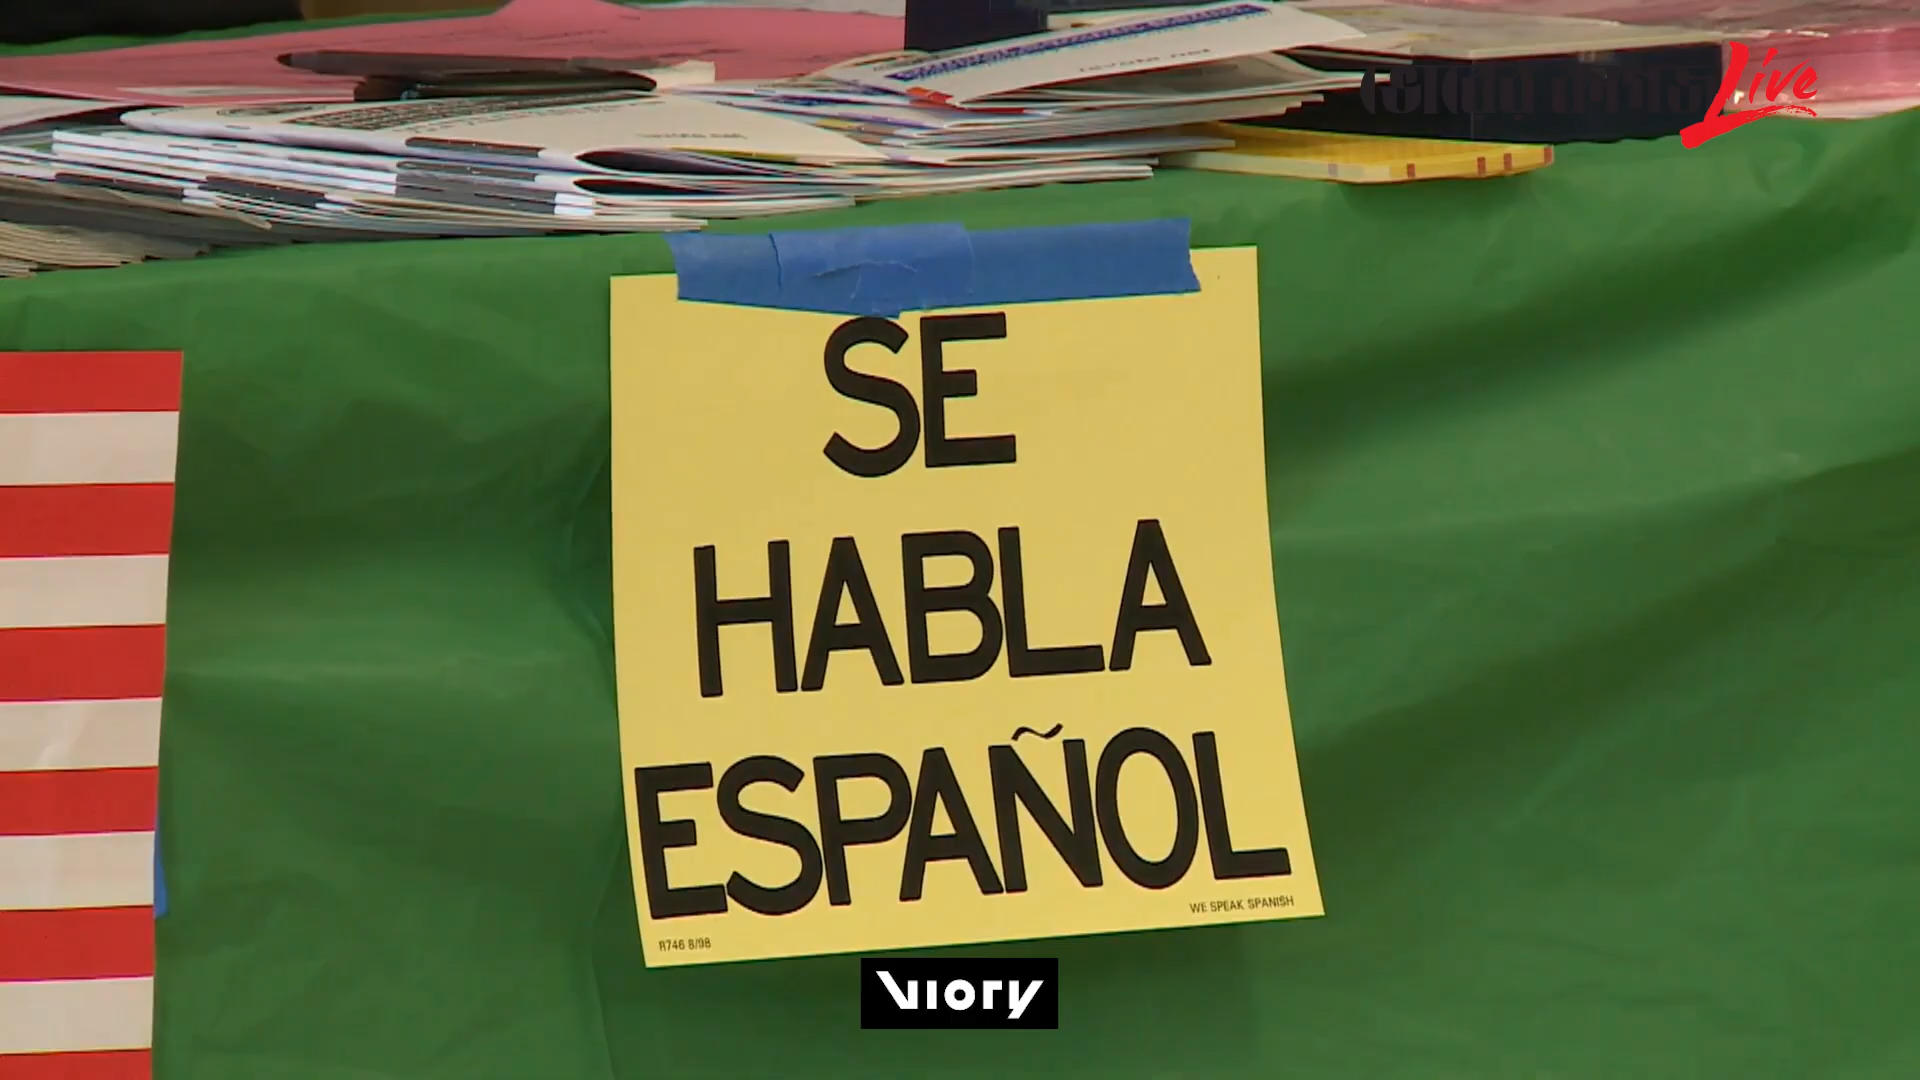 Live
SE
HABLA
ESPAÑOL
WE SPEAK SPANISH
R746 8/98
VIORY